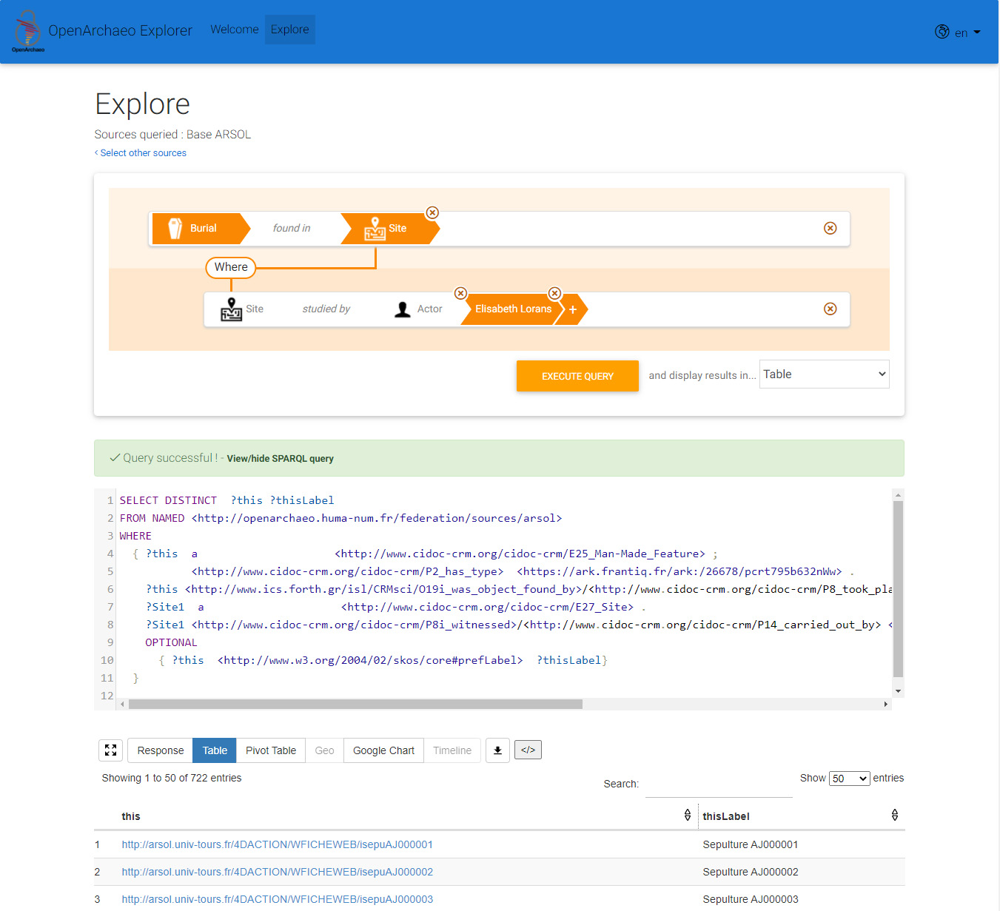 OpenArchaeo
OpenArchaeo Explorer Welcome Explore en
Explore
Sources queried : Base ARSOL
‹ Select other sources
Burial found in Site
Where
Site studied by Actor Elisabeth Lorans +
EXECUTE QUERY and display results in... Table
Query successful ! - View/hide SPARQL query
1 SELECT DISTINCT ?this ?thisLabel
2 FROM NAMED <http://openarchaeo.huma-num.fr/federation/sources/arsol>
3 WHERE
4 { ?this a <http://www.cidoc-crm.org/cidoc-crm/E25_Man-Made_Feature> ;
5 <http://www.cidoc-crm.org/cidoc-crm/P2_has_type> <https://ark.frantiq.fr/ark:/26678/pcrt795b632nWw> .
6 ?this <http://www.ics.forth.gr/isl/CRMsci/O19i_was_object_found_by>/<http://www.cidoc-crm.org/cidoc-crm/P8_took_pla
7 ?Site1 a <http://www.cidoc-crm.org/cidoc-crm/E27_Site> .
8 ?Site1 <http://www.cidoc-crm.org/cidoc-crm/P8i_witnessed>/<http://www.cidoc-crm.org/cidoc-crm/P14_carried_out_by> <
9 OPTIONAL
10 { ?this <http://www.w3.org/2004/02/skos/core#prefLabel> ?thisLabel}
11 }
12
Response Table Pivot Table Geo Google Chart Timeline </>
Showing 1 to 50 of 722 entries Search: Show 50 entries
this thisLabel
1 http://arsol.univ-tours.fr/4DACTION/WFICHEWEB/isepuAJ000001 Sepulture AJ000001
2 http://arsol.univ-tours.fr/4DACTION/WFICHEWEB/isepuAJ000002 Sepulture AJ000002
3 http://arsol.univ-tours.fr/4DACTION/WFICHEWEB/isepuAJ000003 Sepulture AJ000003